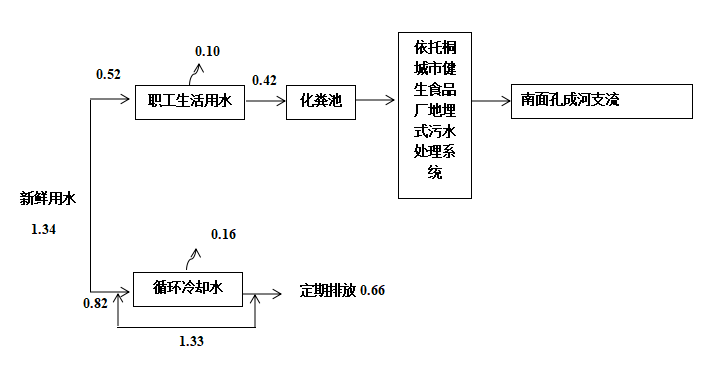 0.10
0.52
职工生活用水
0.42
化粪池
依托桐
城市健
生食品
厂地埋
式污水
处理系
统
南面孔成河支流
新鲜用水
1.34
0.16
0.82
循环冷却水
定期排放 0.66
1.33